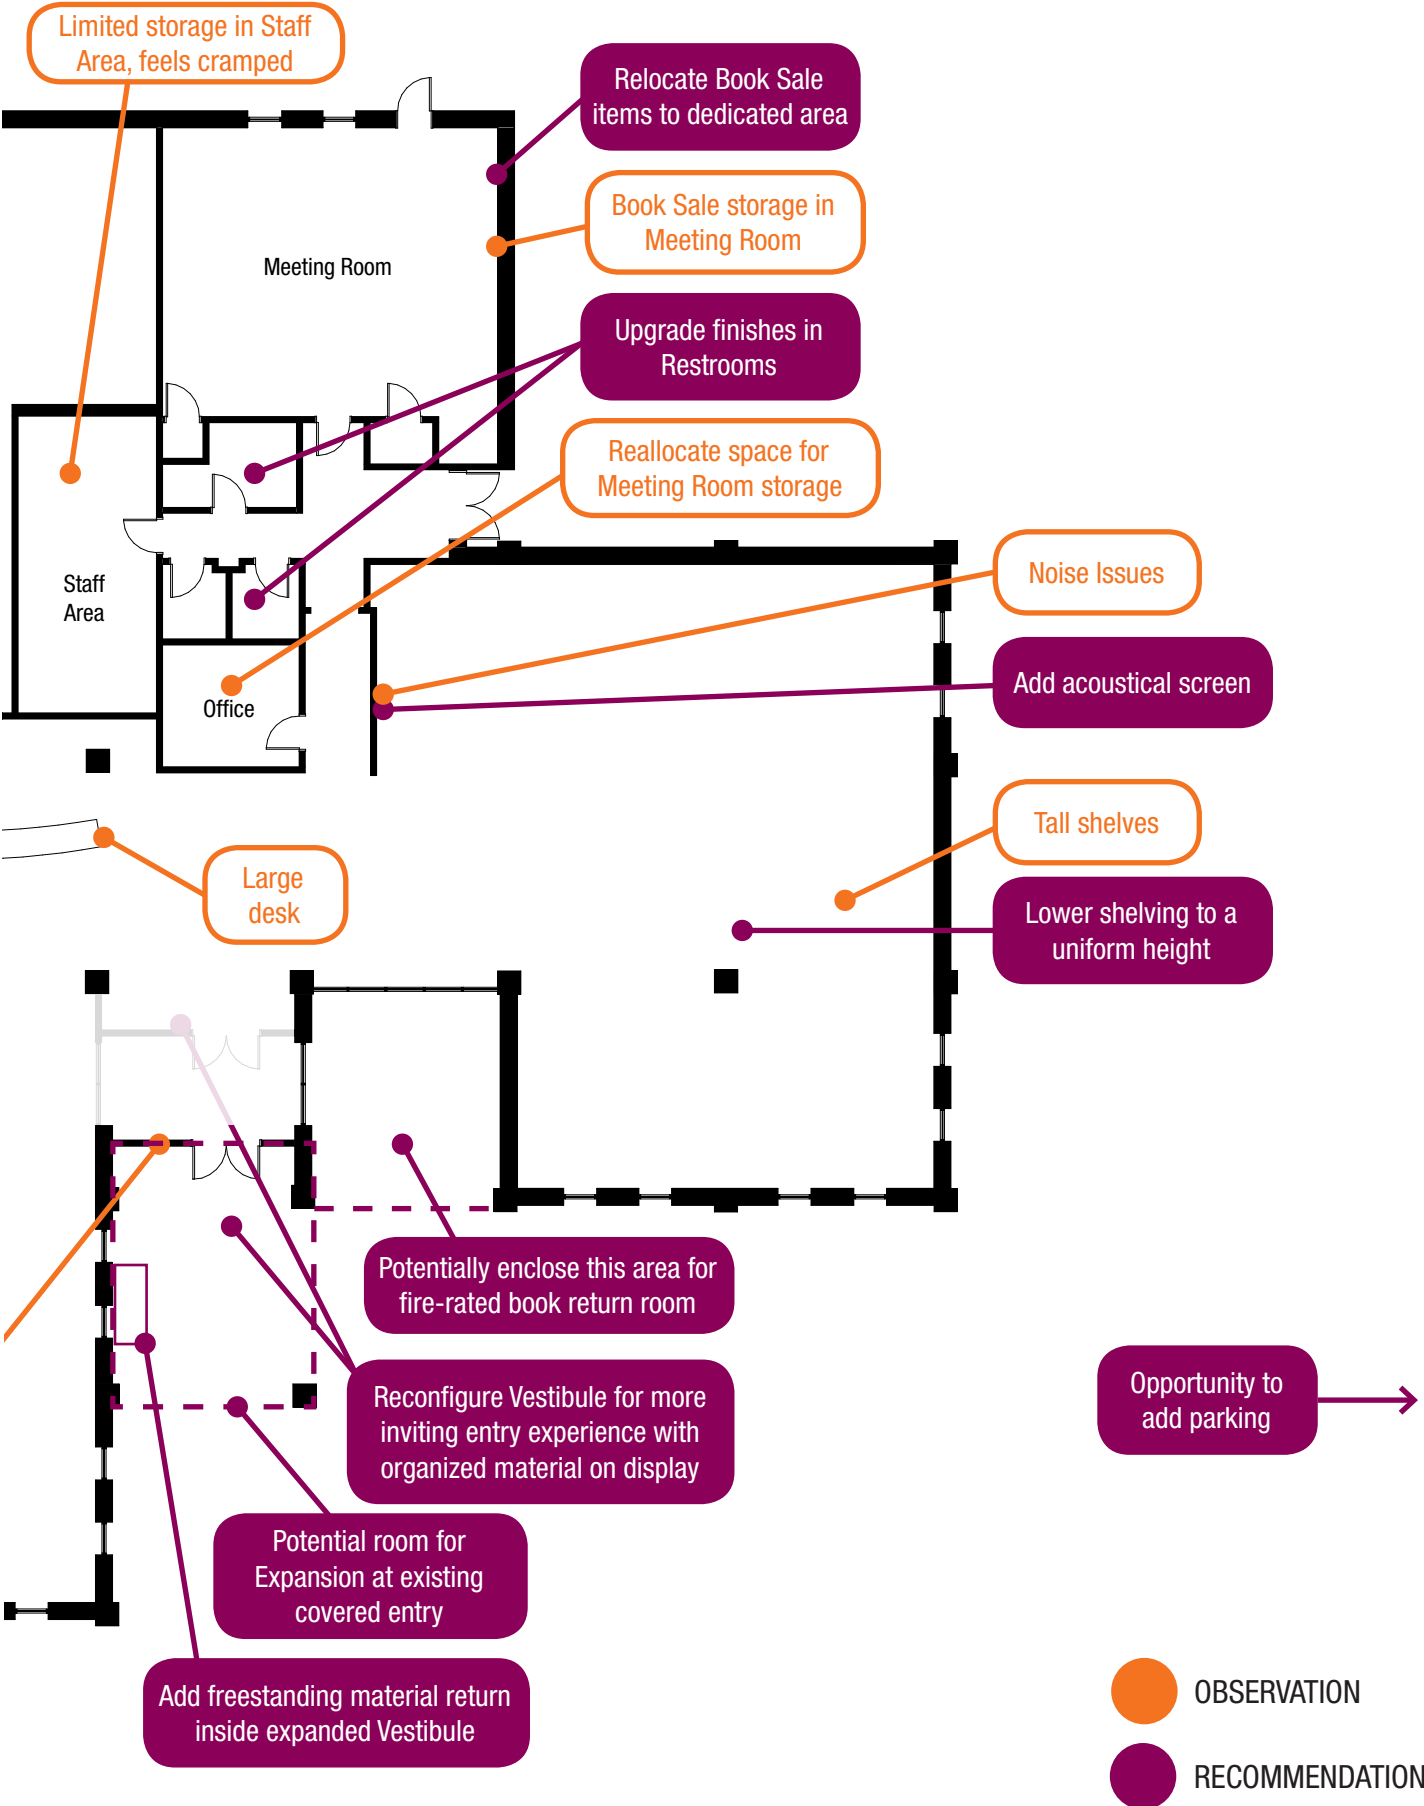 Limited storage in Staff
Area, feels cramped
Relocate Book Sale
items to dedicated area
Book Sale storage in
Meeting Room
Meeting Room
Upgrade finishes in
Restrooms
Reallocate space for
Meeting Room storage
Noise Issues
Staff
Area
Add acoustical screen
Office
Tall shelves
Large
desk
Lower shelving to a
uniform height
Potentially enclose this area for
fire-rated book return room
Reconfigure Vestibule for more
inviting entry experience with
organized material on display
Opportunity to
add parking
Potential room for
Expansion at existing
covered entry
Add freestanding material return
inside expanded Vestibule
OBSERVATION
RECOMMENDATION